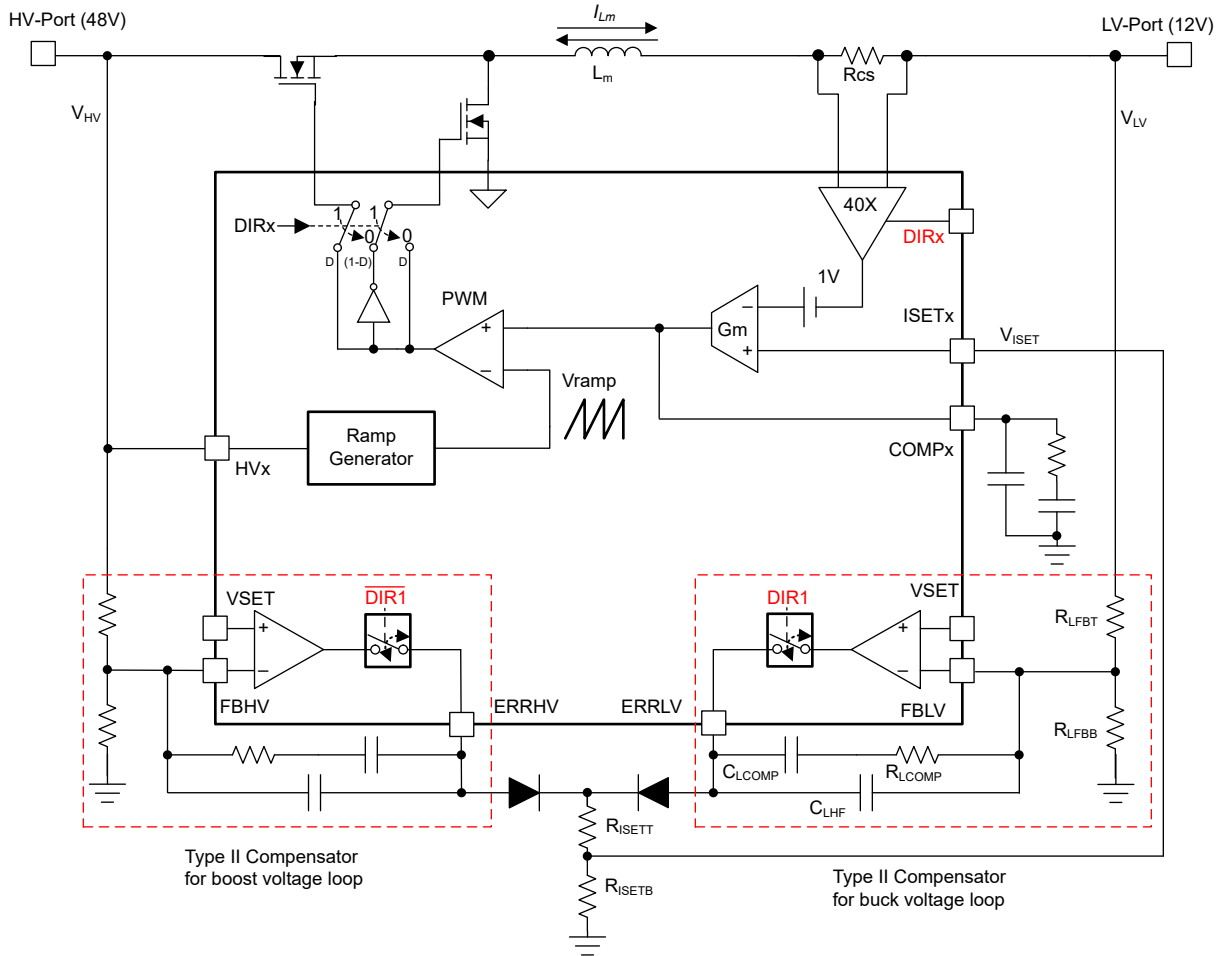 HV-Port (48V)
I_Lm
LV-Port (12V)
L_m
Rcs
V_HV
V_LV
40X
DIRx
1
1
0
0
DIRx
D
(1-D)
D
1V
PWM
ISETx
+
−
Gm
+
−
V_ISET
Vramp
Ramp
Generator
HVx
COMPx
VSET
DIR1
DIR1
VSET
+
−
+
−
R_LFBT
FBHV
ERRHV
ERRLV
FBLV
R_LFBB
C_LCOMP
R_LCOMP
C_LHF
R_ISETT
Type II Compensator
for boost voltage loop
R_ISETB
Type II Compensator
for buck voltage loop